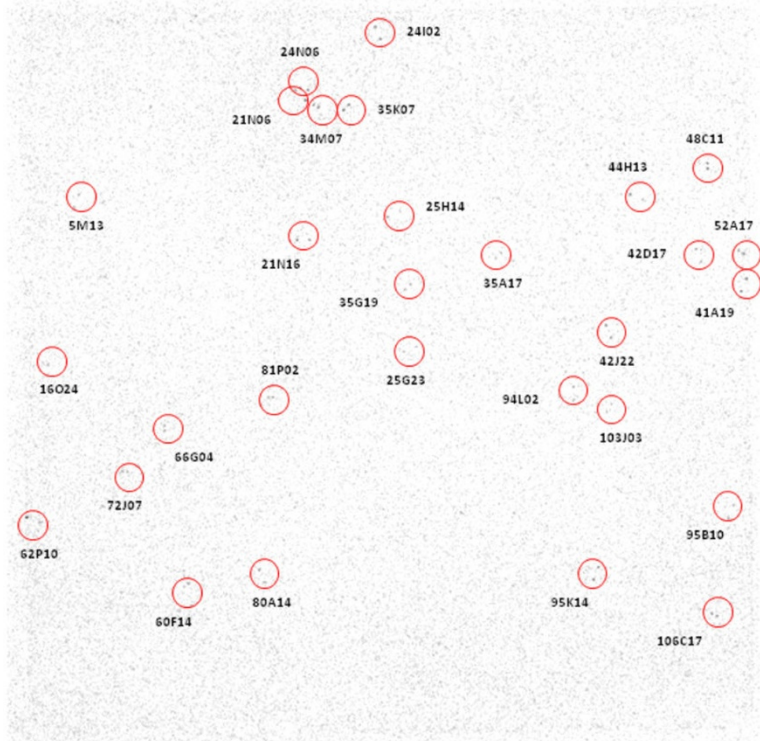 24I02
24N06
21N06
35K07
34M07
48C11
44H13
5M13
25H14
52A17
21N16
42D17
35A17
35G19
41A19
42J22
81P02
25G23
16O24
94L02
103J03
66G04
72J07
95B10
62P10
80A14
95K14
60F14
106C17